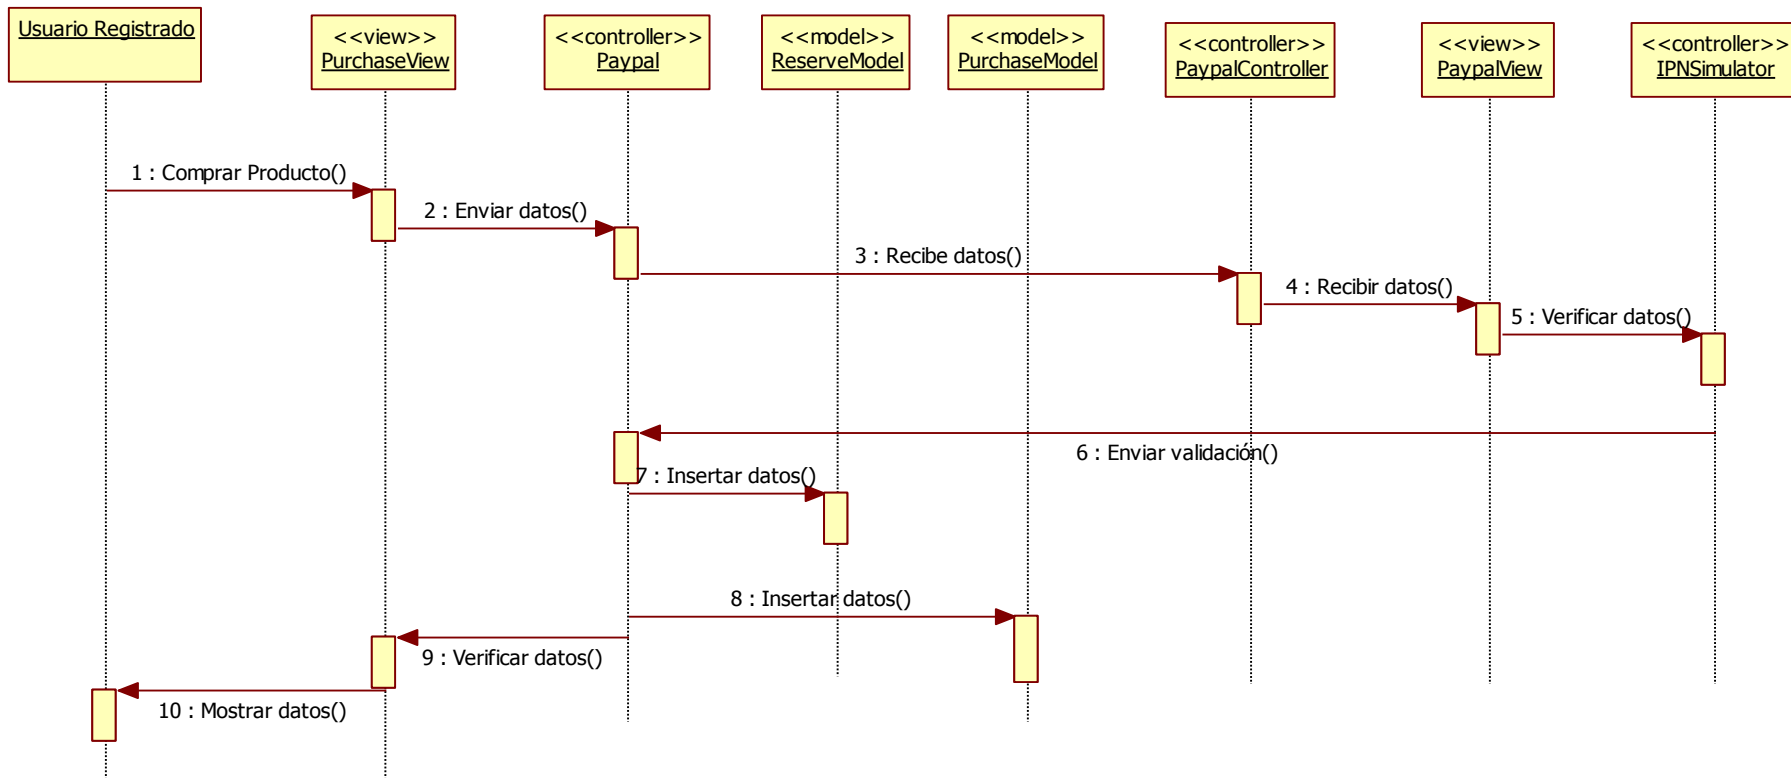 Usuario Registrado
<<view>>
PurchaseView
<<controller>>
Paypal
<<model>>
ReserveModel
<<model>>
PurchaseModel
<<controller>>
PaypalController
<<view>>
PaypalView
<<controller>>
IPNSimulator
1 : Comprar Producto()
2 : Enviar datos()
3 : Recibe datos()
4 : Recibir datos()
5 : Verificar datos()
6 : Enviar validación()
7 : Insertar datos()
8 : Insertar datos()
9 : Verificar datos()
10 : Mostrar datos()